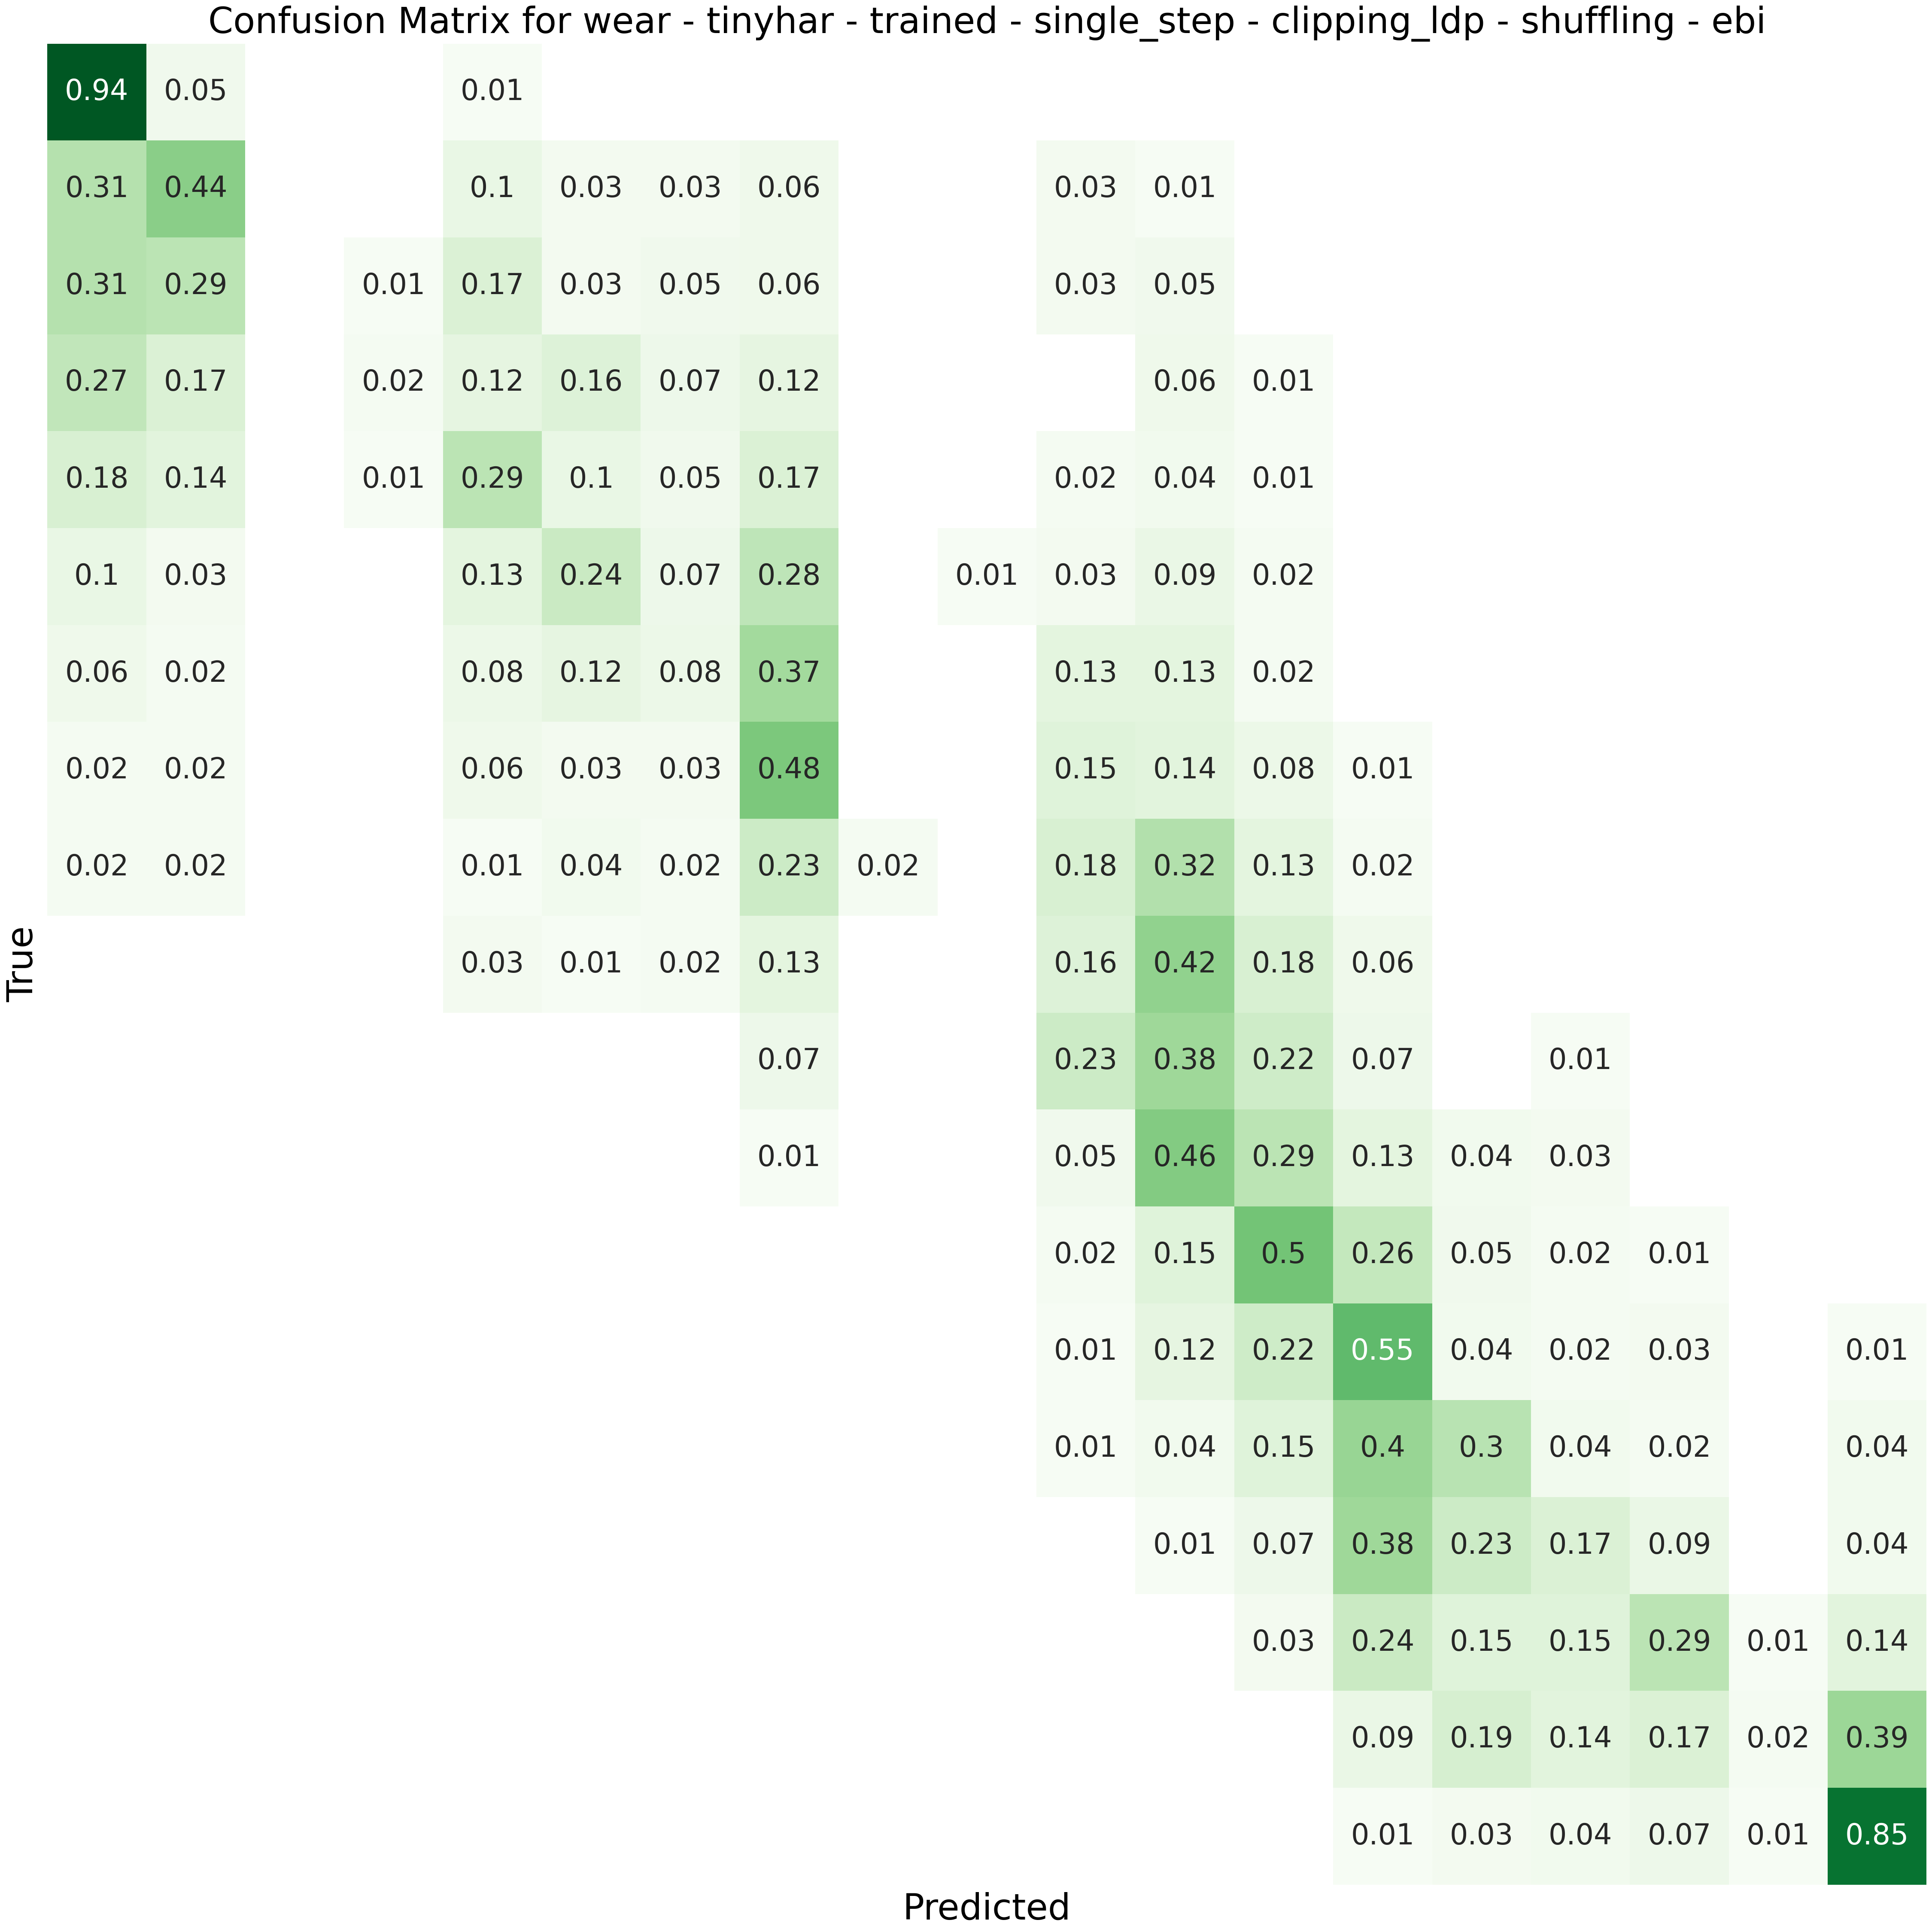 Confusion Matrix for wear - tinyhar - trained - single_step - clipping_ldp - shuffling - ebi
0.94 0.05 0.01
0.31 0.44 0.1 0.03 0.03 0.06 0.03 0.01
0.31 0.29 0.01 0.17 0.03 0.05 0.06 0.03 0.05
0.27 0.17 0.02 0.12 0.16 0.07 0.12 0.06 0.01
0.18 0.14 0.01 0.29 0.1 0.05 0.17 0.02 0.04 0.01
0.1 0.03 0.13 0.24 0.07 0.28 0.01 0.03 0.09 0.02
0.06 0.02 0.08 0.12 0.08 0.37 0.13 0.13 0.02
0.02 0.02 0.06 0.03 0.03 0.48 0.15 0.14 0.08 0.01
0.02 0.02 0.01 0.04 0.02 0.23 0.02 0.18 0.32 0.13 0.02
True
0.03 0.01 0.02 0.13 0.16 0.42 0.18 0.06
0.07 0.23 0.38 0.22 0.07 0.01
0.01 0.05 0.46 0.29 0.13 0.04 0.03
0.02 0.15 0.5 0.26 0.05 0.02 0.01
0.01 0.12 0.22 0.55 0.04 0.02 0.03 0.01
0.01 0.04 0.15 0.4 0.3 0.04 0.02 0.04
0.01 0.07 0.38 0.23 0.17 0.09 0.04
0.03 0.24 0.15 0.15 0.29 0.01 0.14
0.09 0.19 0.14 0.17 0.02 0.39
0.01 0.03 0.04 0.07 0.01 0.85
Predicted